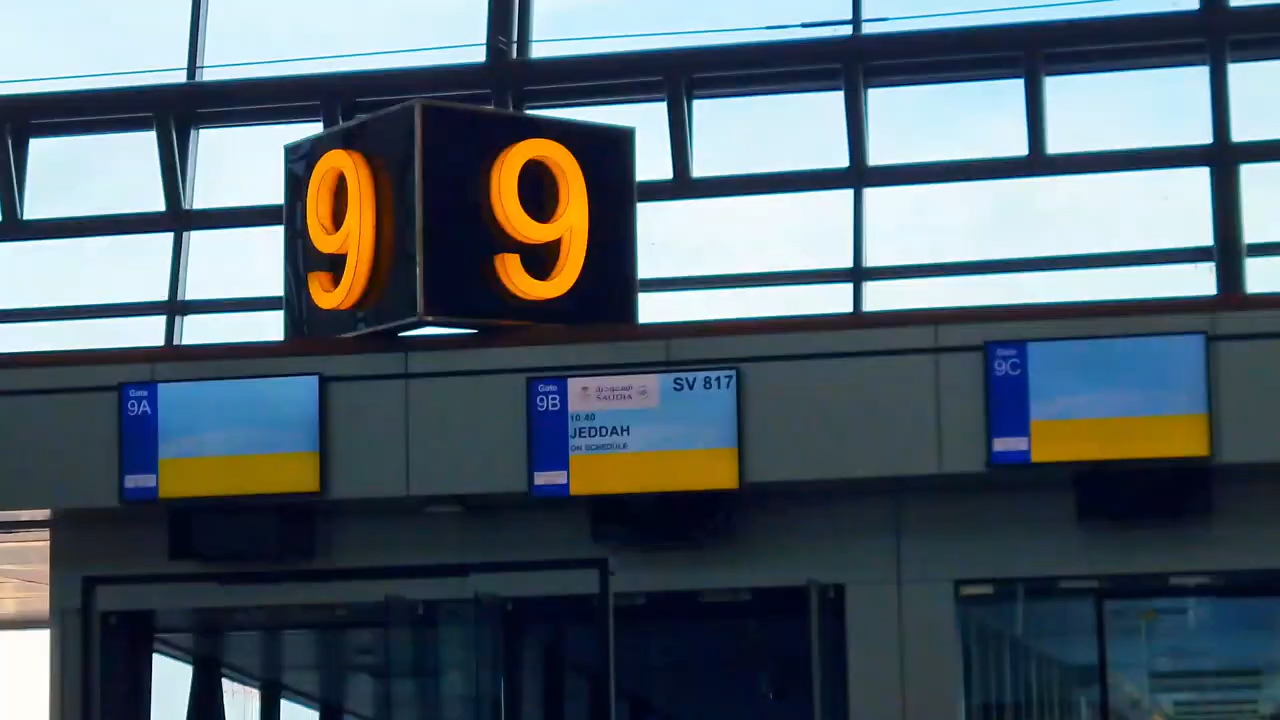 9 9
Gate
9A
Gate
9B
السعودية
SAUDIA
SV 817
10:40
JEDDAH
ON SCHEDULE
Gate
9C